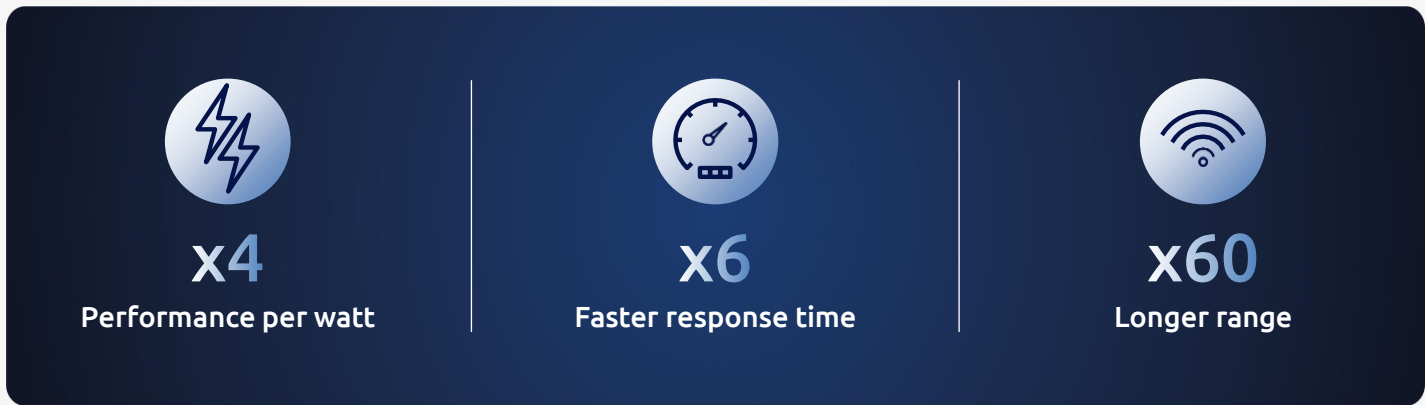 x4
Performance per watt
x6
Faster response time
x60
Longer range